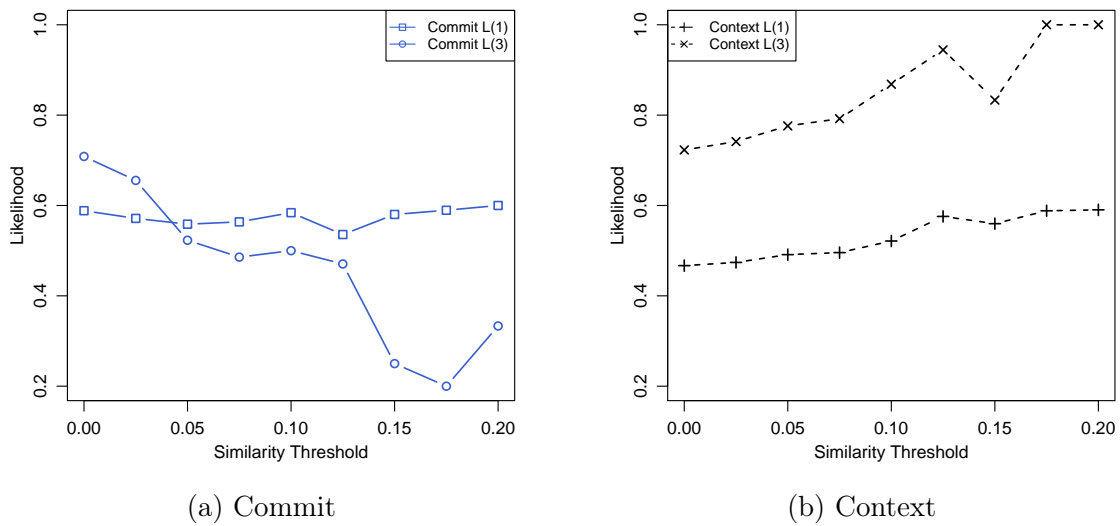 Commit L(1)
Commit L(3)
1.0
0.8
0.6
0.4
0.2
Likelihood
0.00 0.05 0.10 0.15 0.20
Similarity Threshold
(a) Commit
Context L(1)
Context L(3)
1.0
0.8
0.6
0.4
0.2
Likelihood
0.00 0.05 0.10 0.15 0.20
Similarity Threshold
(b) Context